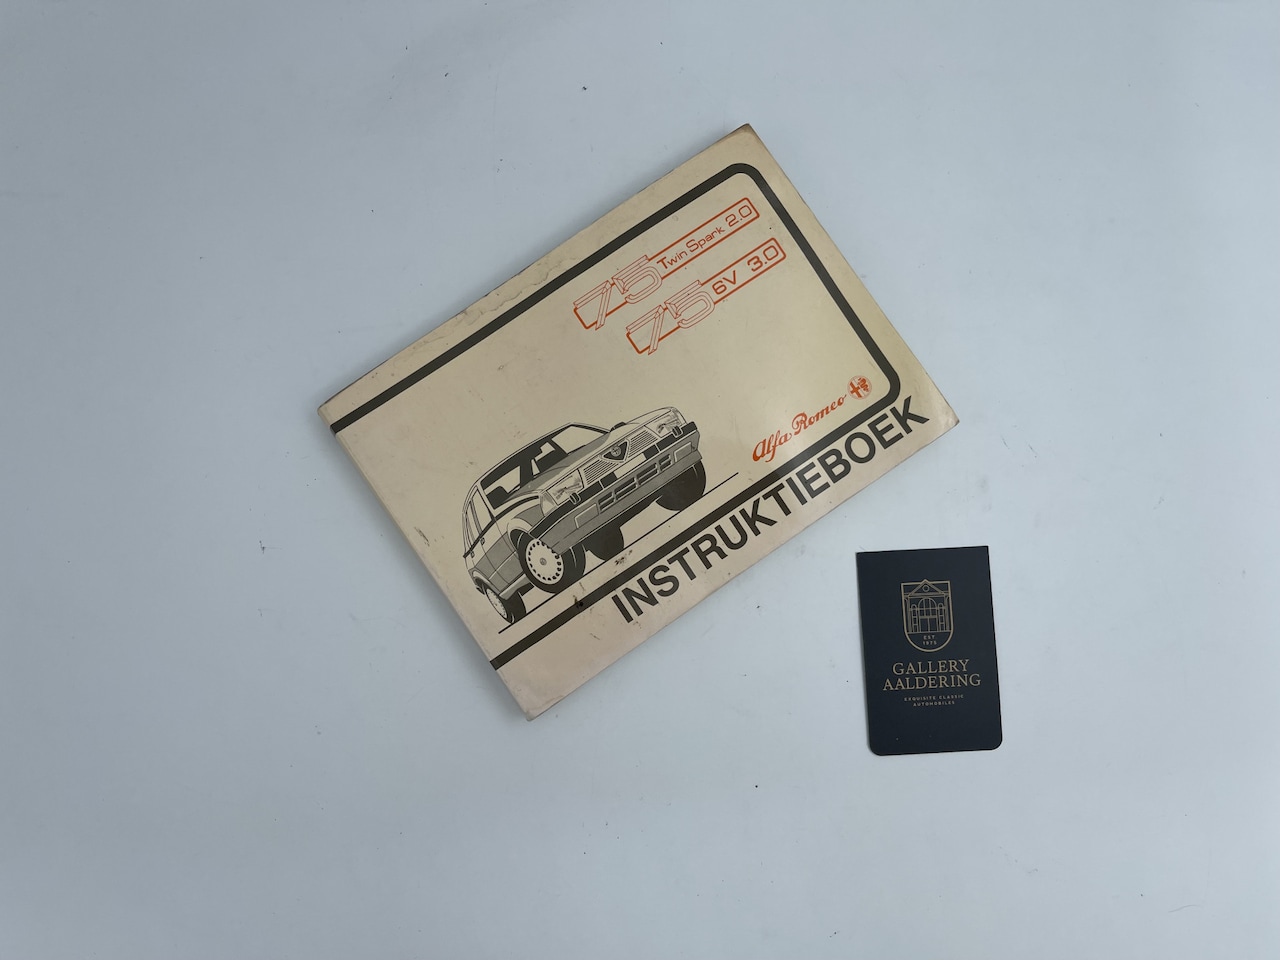 75 Twin Spark 2.0
75 6V 3.0
Alfa Romeo
INSTRUKTIEBOEK
EST
1975
GALLERY
AALDERING
EXQUISITE CLASSIC
AUTOMOBILES